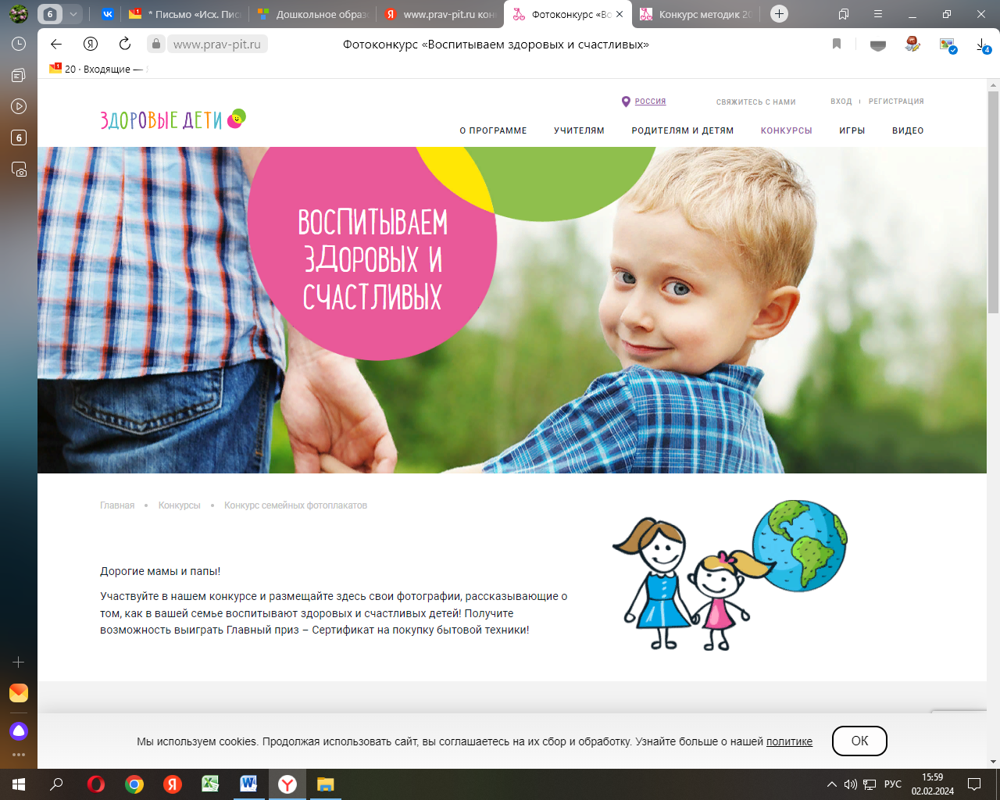 6
* Письмо «Исх. Пис
Дошкольное образо
www.prav-pit.ru кон
Фотоконкурс «Во
Конкурс методик 20
www.prav-pit.ru
Фотоконкурс «Воспитываем здоровых и счастливых»
4
20 · Входящие —
6
РОССИЯ
СВЯЖИТЕСЬ С НАМИ
ВХОД | РЕГИСТРАЦИЯ
ЗДОРОВЫЕ ДЕТИ
О ПРОГРАММЕ
УЧИТЕЛЯМ
РОДИТЕЛЯМ И ДЕТЯМ
КОНКУРСЫ
ИГРЫ
ВИДЕО
ВОСПИТЫВАЕМ
ЗДОРОВЫХ И
СЧАСТЛИВЫХ
Главная • Конкурсы • Конкурс семейных фотоплакатов
Дорогие мамы и папы!
Участвуйте в нашем конкурсе и размещайте здесь свои фотографии, рассказывающие о
том, как в вашей семье воспитывают здоровых и счастливых детей! Получите
возможность выиграть Главный приз – Сертификат на покупку бытовой техники!
Мы используем cookies. Продолжая использовать сайт, вы соглашаетесь на их сбор и обработку. Узнайте больше о нашей политике
ОК
РУС
15:59
02.02.2024